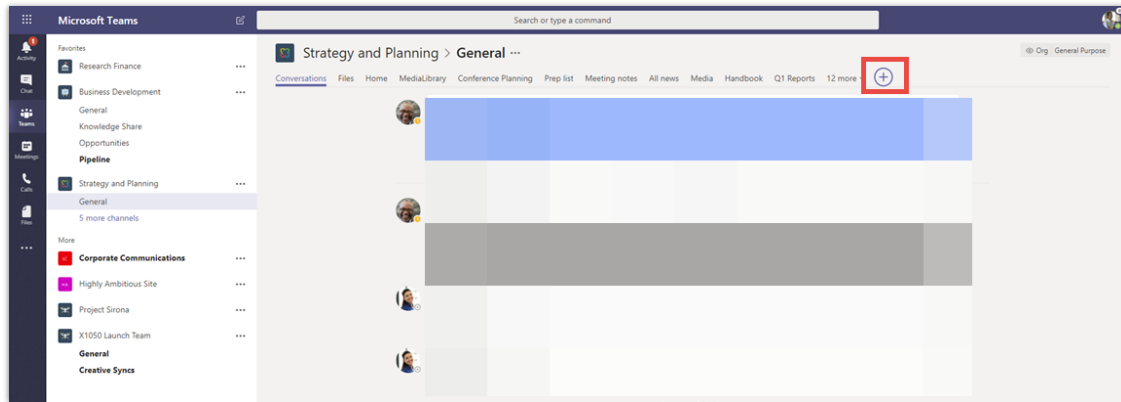 Microsoft Teams
Search or type a command
1
Activity
Chat
Teams
Meetings
Calls
Files
Favorites
Research Finance
Business Development
General
Knowledge Share
Opportunities
Pipeline
Strategy and Planning
General
5 more channels
More
Corporate Communications
Highly Ambitious Site
Project Sirona
X1050 Launch Team
General
Creative Syncs
Strategy and Planning > General ···
Org General Purpose
Conversations Files Home MediaLibrary Conference Planning Prep list Meeting notes All news Media Handbook Q1 Reports 12 more